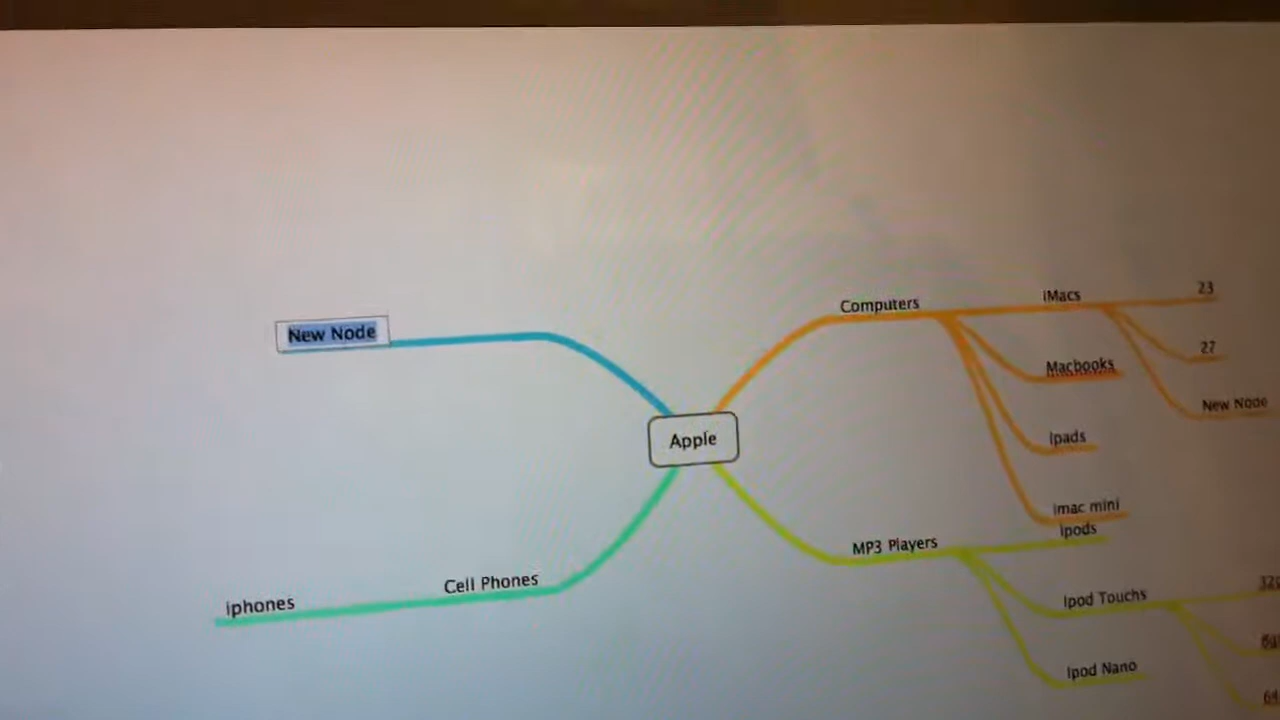 New Node
Apple
Cell Phones
iphones
Computers
iMacs
23
27
New Node
Macbooks
Ipads
imac mini
MP3 Players
Ipods
Ipod Touchs
Ipod Nano